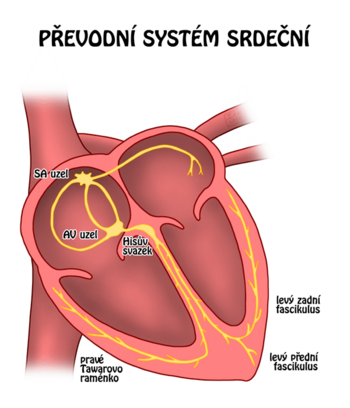 PŘEVODNÍ SYSTÉM SRDEČNÍ
SA uzel
AV uzel
Hisův
svazek
levý zadní
fascikulus
pravé
Tawarovo
raménko
levý přední
fascikulus